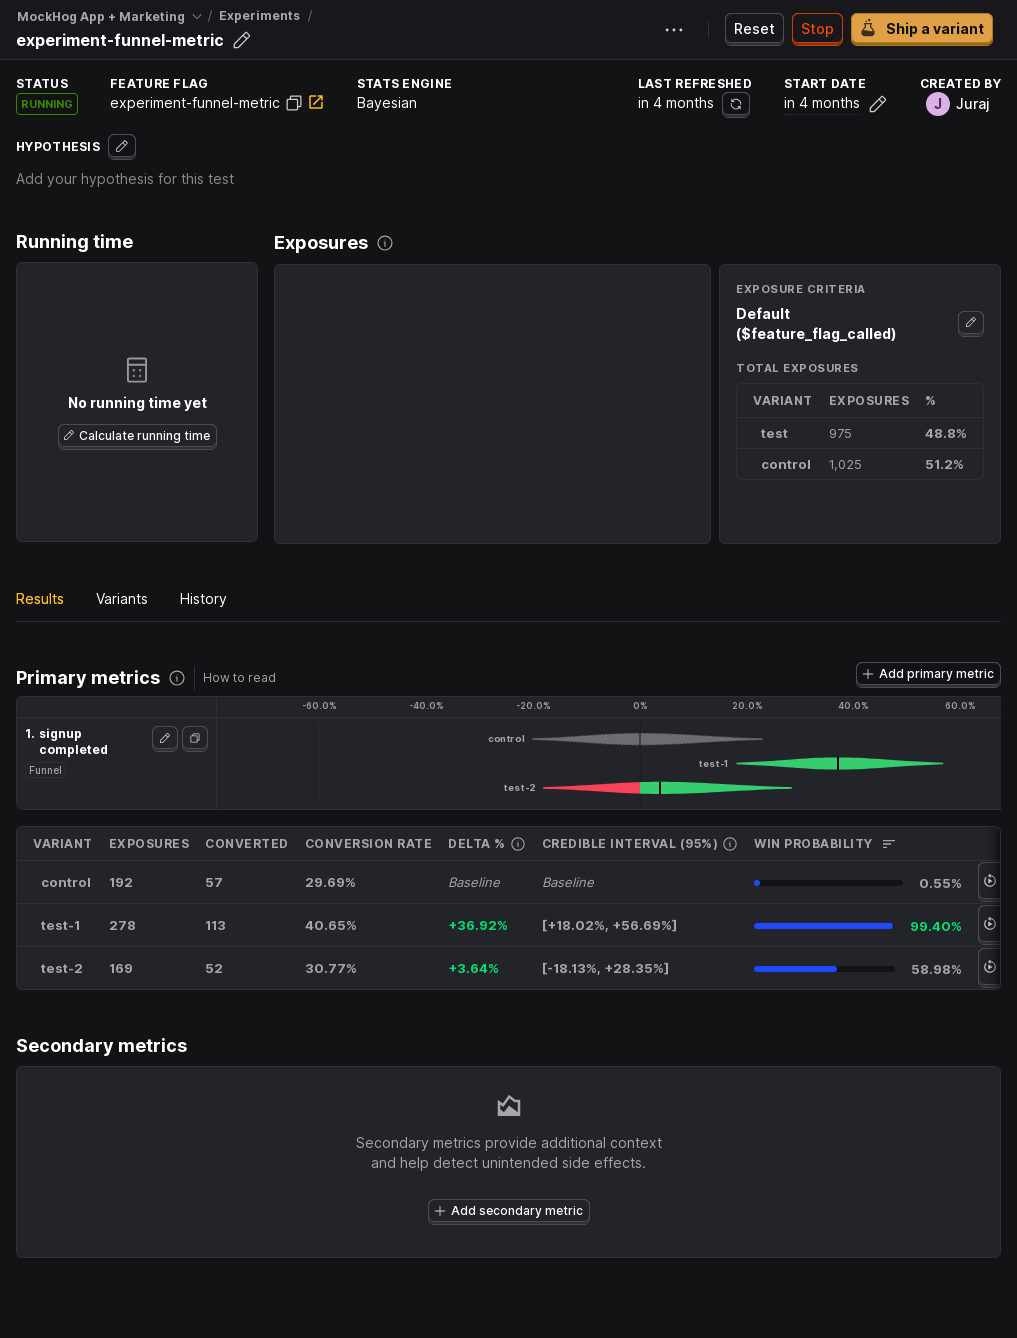 MockHog App + Marketing / Experiments /
experiment-funnel-metric
Reset
Stop
Ship a variant
STATUS
RUNNING
FEATURE FLAG
experiment-funnel-metric
STATS ENGINE
Bayesian
LAST REFRESHED
in 4 months
START DATE
in 4 months
CREATED BY
J Juraj
HYPOTHESIS
Add your hypothesis for this test
Running time
No running time yet
Calculate running time
Exposures
EXPOSURE CRITERIA
Default
($feature_flag_called)
TOTAL EXPOSURES
VARIANT EXPOSURES %
test 975 48.8%
control 1,025 51.2%
Results Variants History
Primary metrics How to read
Add primary metric
-60.0% -40.0% -20.0% 0% 20.0% 40.0% 60.0%
1. signup
completed
Funnel
control
test-1
test-2
VARIANT EXPOSURES CONVERTED CONVERSION RATE DELTA % CREDIBLE INTERVAL (95%) WIN PROBABILITY
control 192 57 29.69% Baseline Baseline 0.55%
test-1 278 113 40.65% +36.92% [+18.02%, +56.69%] 99.40%
test-2 169 52 30.77% +3.64% [-18.13%, +28.35%] 58.98%
Secondary metrics
Secondary metrics provide additional context
and help detect unintended side effects.
Add secondary metric